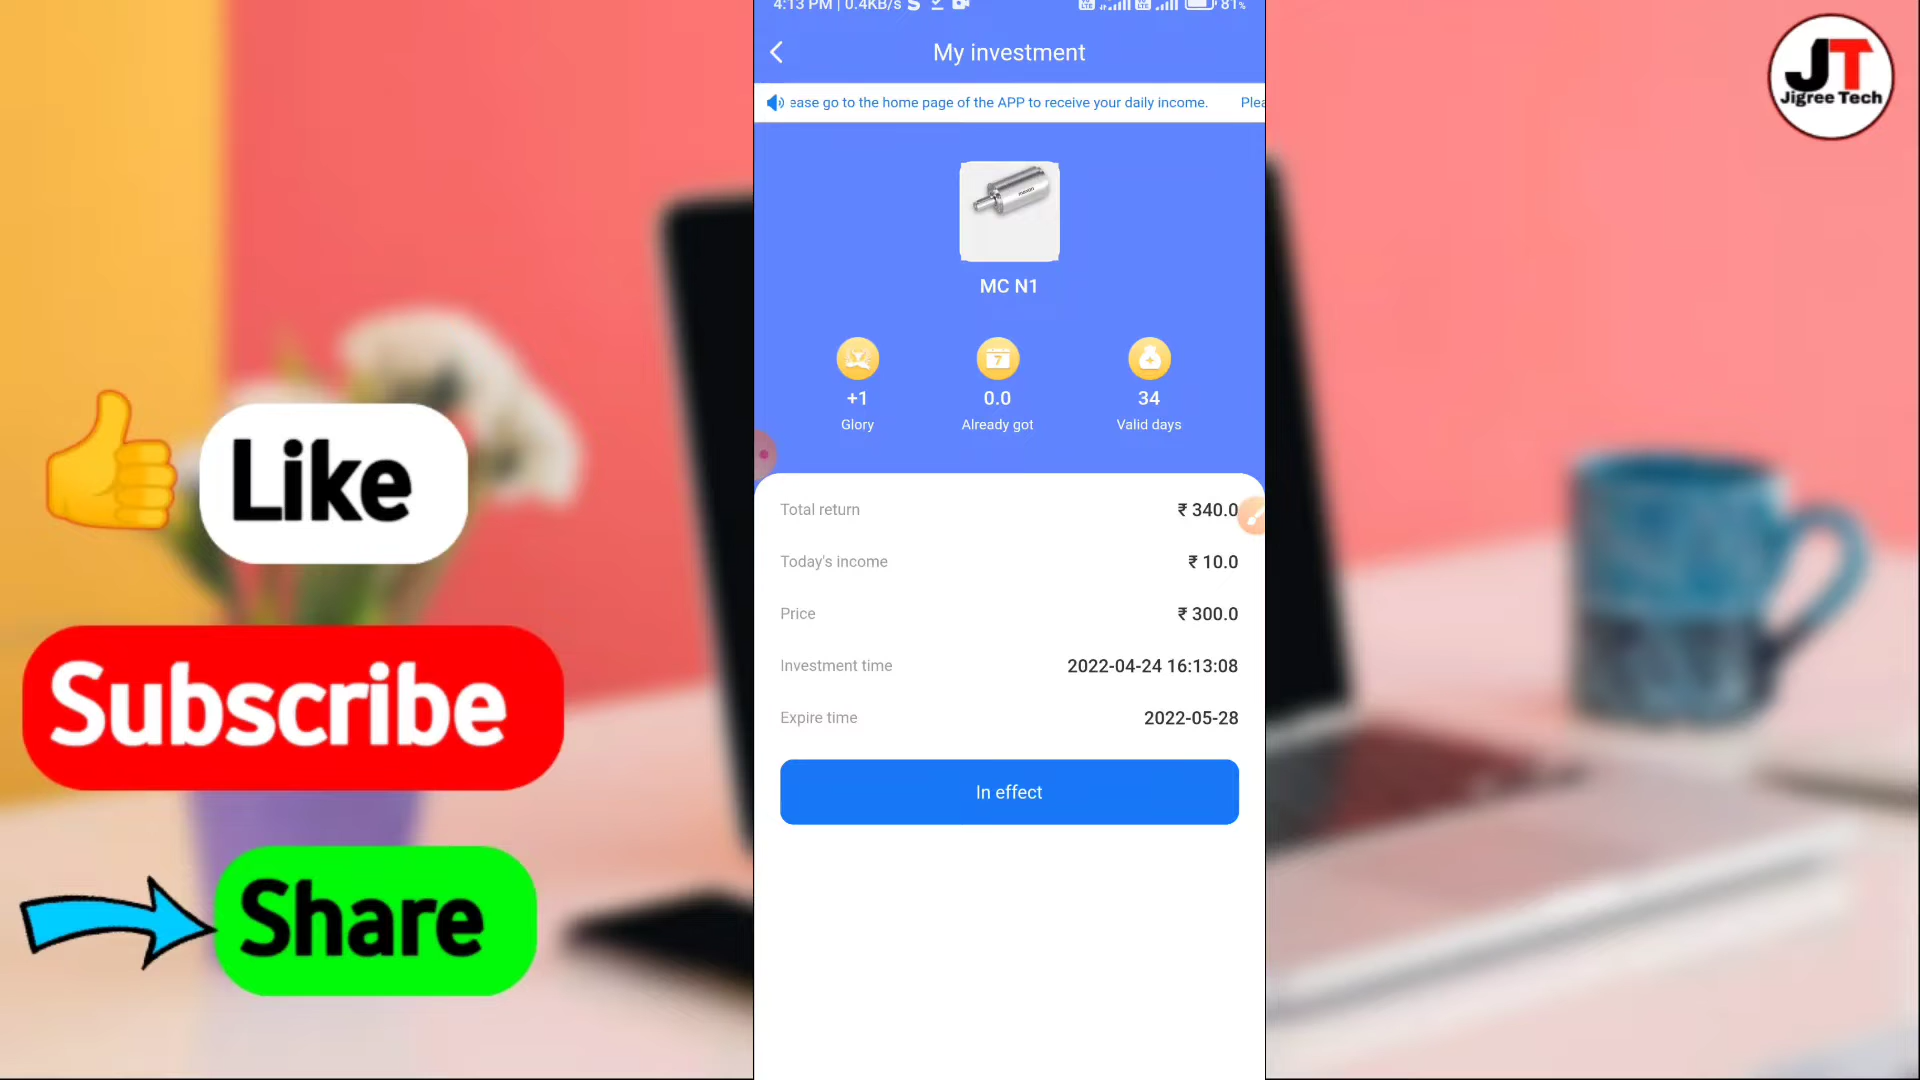 4:13 PM | 0.4KB/s
81%
My investment
ease go to the home page of the APP to receive your daily income. Plea
JT
Jigree Tech
maxon
MC N1
7
+1
0.0
34
Glory
Already got
Valid days
Like
Total return
₹ 340.0
Today's income
₹ 10.0
Price
₹ 300.0
Subscribe
Investment time
2022-04-24 16:13:08
Expire time
2022-05-28
In effect
Share